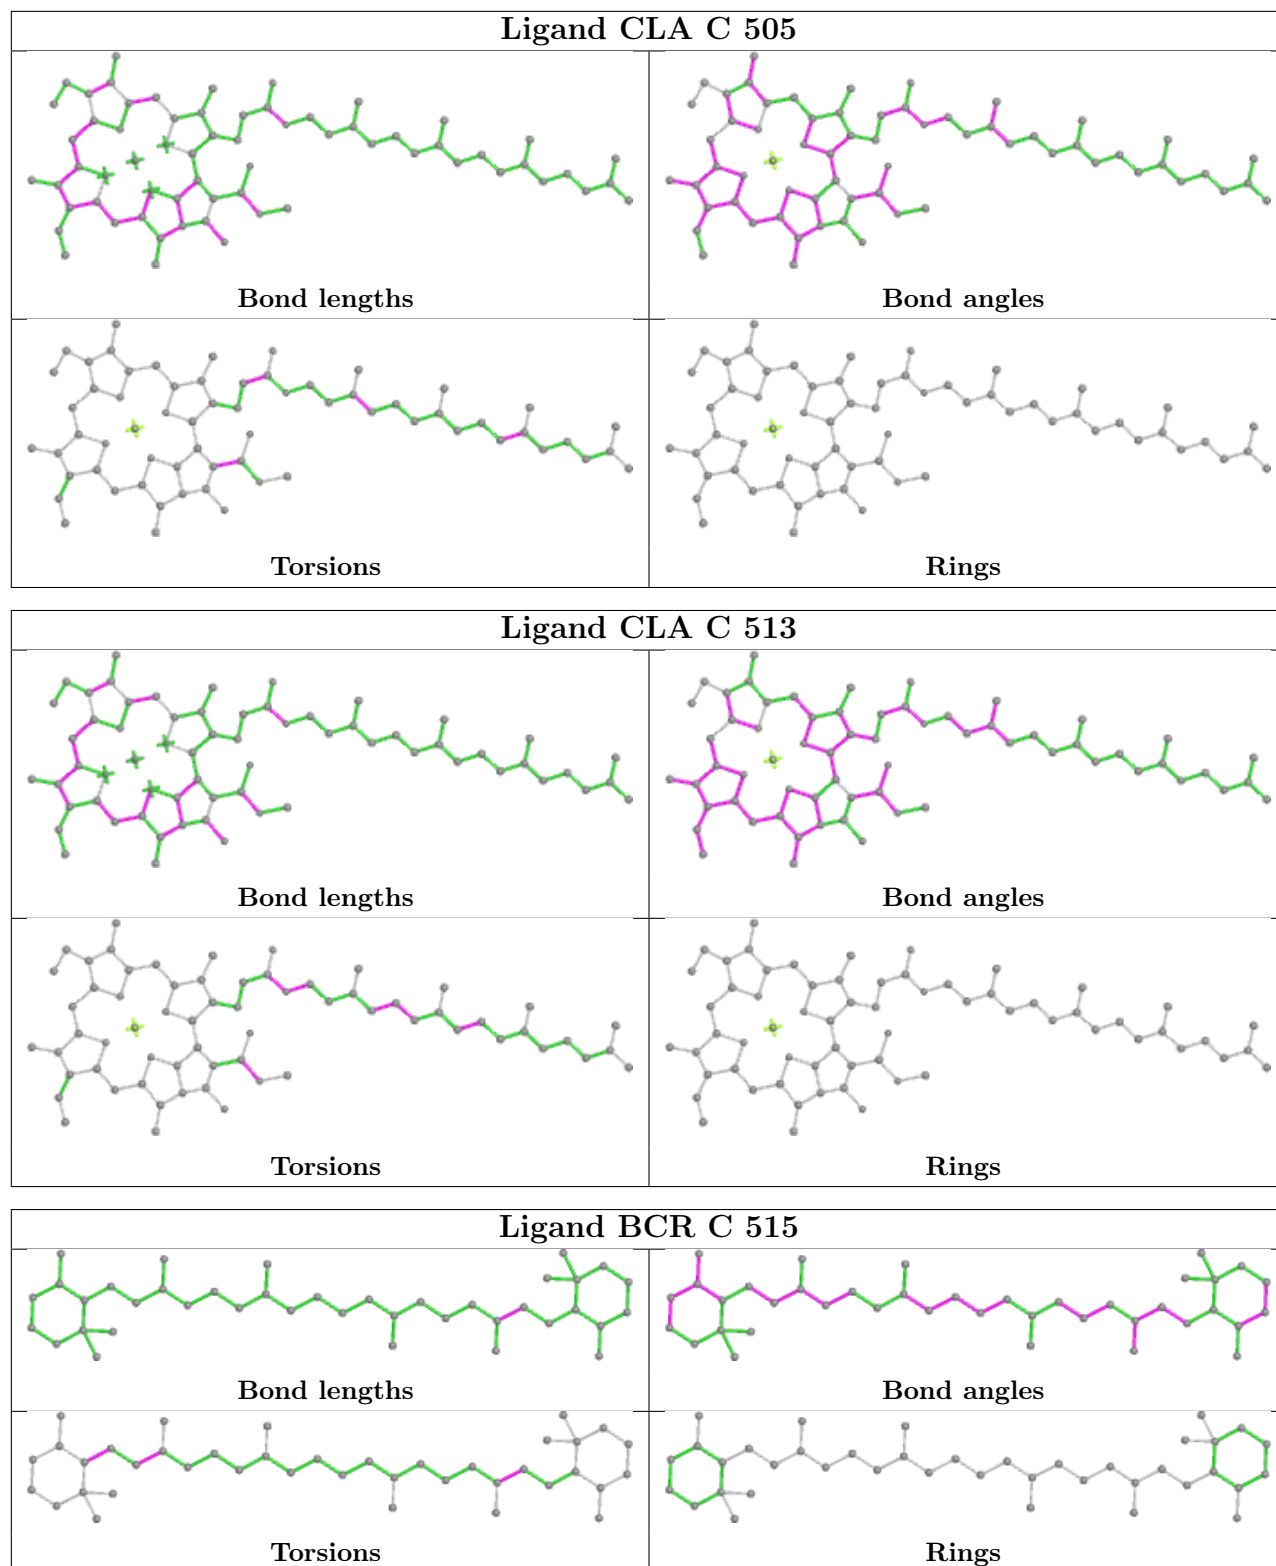 Ligand CLA C 505
Bond lengths
Bond angles
Torsions
Rings
Ligand CLA C 513
Bond lengths
Bond angles
Torsions
Rings
Ligand BCR C 515
Bond lengths
Bond angles
Torsions
Rings